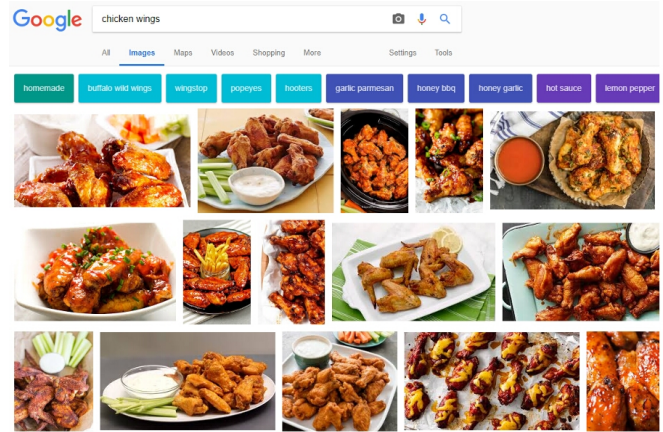 Google chicken wings
All Images Maps Videos Shopping More Settings Tools
homemade buffalo wild wings wingstop popeyes hooters garlic parmesan honey bbq honey garlic hot sauce lemon pepper